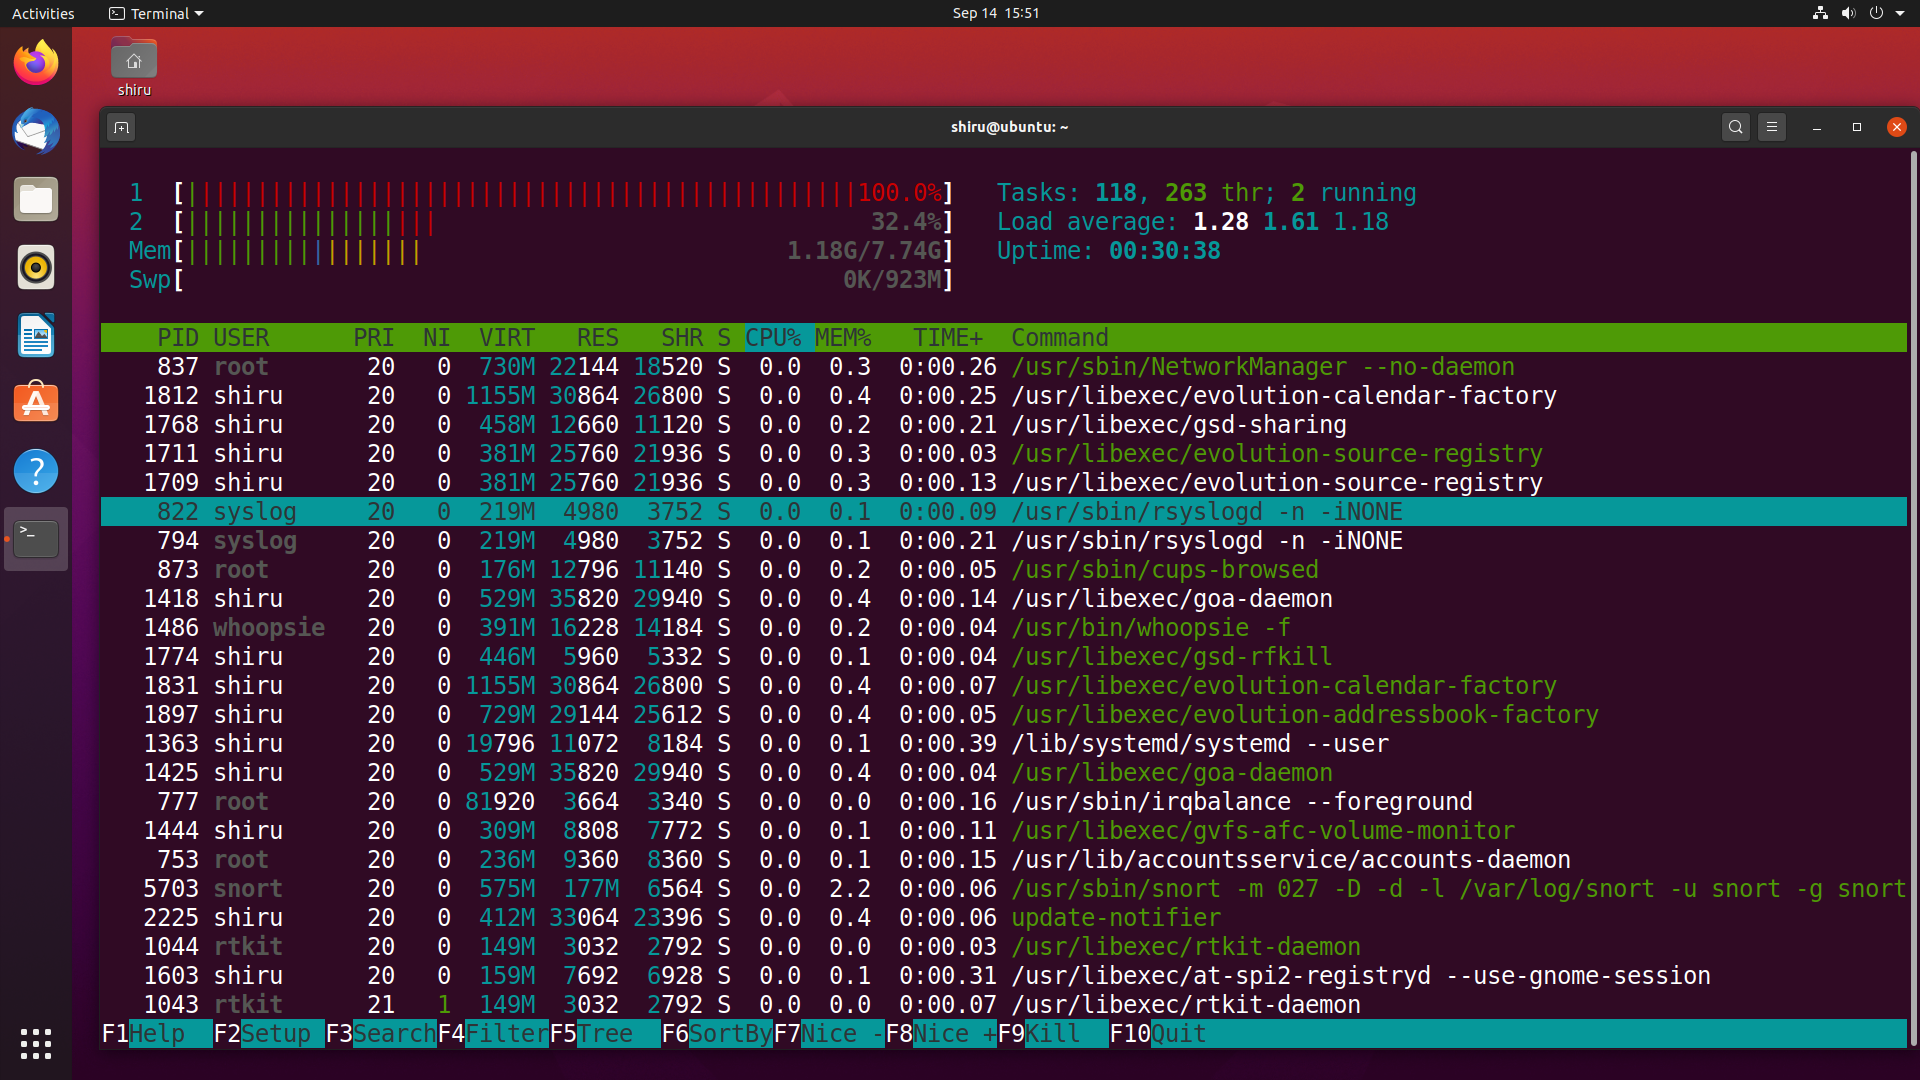 Activities Terminal Sep 14 15:51
shiru
shiru@ubuntu: ~
1 [||||||||||||||||||||||||||||||||||||||||||||||||100.0%] Tasks: 118, 263 thr; 2 running
2 [|||||||||||||||||| 32.4%] Load average: 1.28 1.61 1.18
Mem[||||||||||||||||| 1.18G/7.74G] Uptime: 00:30:38
Swp[ 0K/923M]
PID USER PRI NI VIRT RES SHR S CPU% MEM% TIME+ Command
837 root 20 0 730M 22144 18520 S 0.0 0.3 0:00.26 /usr/sbin/NetworkManager --no-daemon
1812 shiru 20 0 1155M 30864 26800 S 0.0 0.4 0:00.25 /usr/libexec/evolution-calendar-factory
1768 shiru 20 0 458M 12660 11120 S 0.0 0.2 0:00.21 /usr/libexec/gsd-sharing
1711 shiru 20 0 381M 25760 21936 S 0.0 0.3 0:00.03 /usr/libexec/evolution-source-registry
1709 shiru 20 0 381M 25760 21936 S 0.0 0.3 0:00.13 /usr/libexec/evolution-source-registry
822 syslog 20 0 219M 4980 3752 S 0.0 0.1 0:00.09 /usr/sbin/rsyslogd -n -iNONE
794 syslog 20 0 219M 4980 3752 S 0.0 0.1 0:00.21 /usr/sbin/rsyslogd -n -iNONE
873 root 20 0 176M 12796 11140 S 0.0 0.2 0:00.05 /usr/sbin/cups-browsed
1418 shiru 20 0 529M 35820 29940 S 0.0 0.4 0:00.14 /usr/libexec/goa-daemon
1486 whoopsie 20 0 391M 16228 14184 S 0.0 0.2 0:00.04 /usr/bin/whoopsie -f
1774 shiru 20 0 446M 5960 5332 S 0.0 0.1 0:00.04 /usr/libexec/gsd-rfkill
1831 shiru 20 0 1155M 30864 26800 S 0.0 0.4 0:00.07 /usr/libexec/evolution-calendar-factory
1897 shiru 20 0 729M 29144 25612 S 0.0 0.4 0:00.05 /usr/libexec/evolution-addressbook-factory
1363 shiru 20 0 19796 11072 8184 S 0.0 0.1 0:00.39 /lib/systemd/systemd --user
1425 shiru 20 0 529M 35820 29940 S 0.0 0.4 0:00.04 /usr/libexec/goa-daemon
777 root 20 0 81920 3664 3340 S 0.0 0.0 0:00.16 /usr/sbin/irqbalance --foreground
1444 shiru 20 0 309M 8808 7772 S 0.0 0.1 0:00.11 /usr/libexec/gvfs-afc-volume-monitor
753 root 20 0 236M 9360 8360 S 0.0 0.1 0:00.15 /usr/lib/accountsservice/accounts-daemon
5703 snort 20 0 575M 177M 6564 S 0.0 2.2 0:00.06 /usr/sbin/snort -m 027 -D -d -l /var/log/snort -u snort -g snort
2225 shiru 20 0 412M 33064 23396 S 0.0 0.4 0:00.06 update-notifier
1044 rtkit 20 0 149M 3032 2792 S 0.0 0.0 0:00.03 /usr/libexec/rtkit-daemon
1603 shiru 20 0 159M 7692 6928 S 0.0 0.1 0:00.31 /usr/libexec/at-spi2-registryd --use-gnome-session
1043 rtkit 21 1 149M 3032 2792 S 0.0 0.0 0:00.07 /usr/libexec/rtkit-daemon
F1Help F2Setup F3SearchF4FilterF5Tree F6SortByF7Nice -F8Nice +F9Kill F10Quit